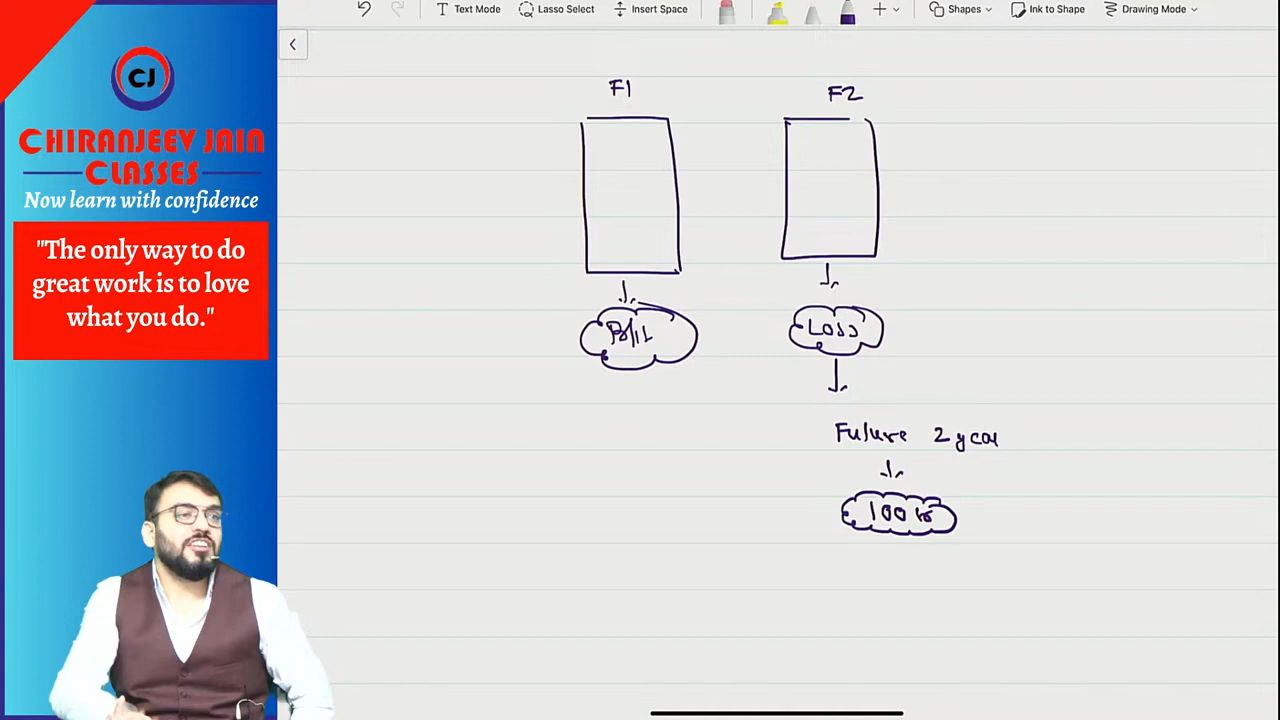 Text Mode
Lasso Select
Insert Space
Shapes
Ink to Shape
Drawing Mode
CJ
CHIRANJEEV JAIN
CLASSES
Now learn with confidence
"The only way to do
great work is to love
what you do."
F1
F2
Loss
Future 2 year